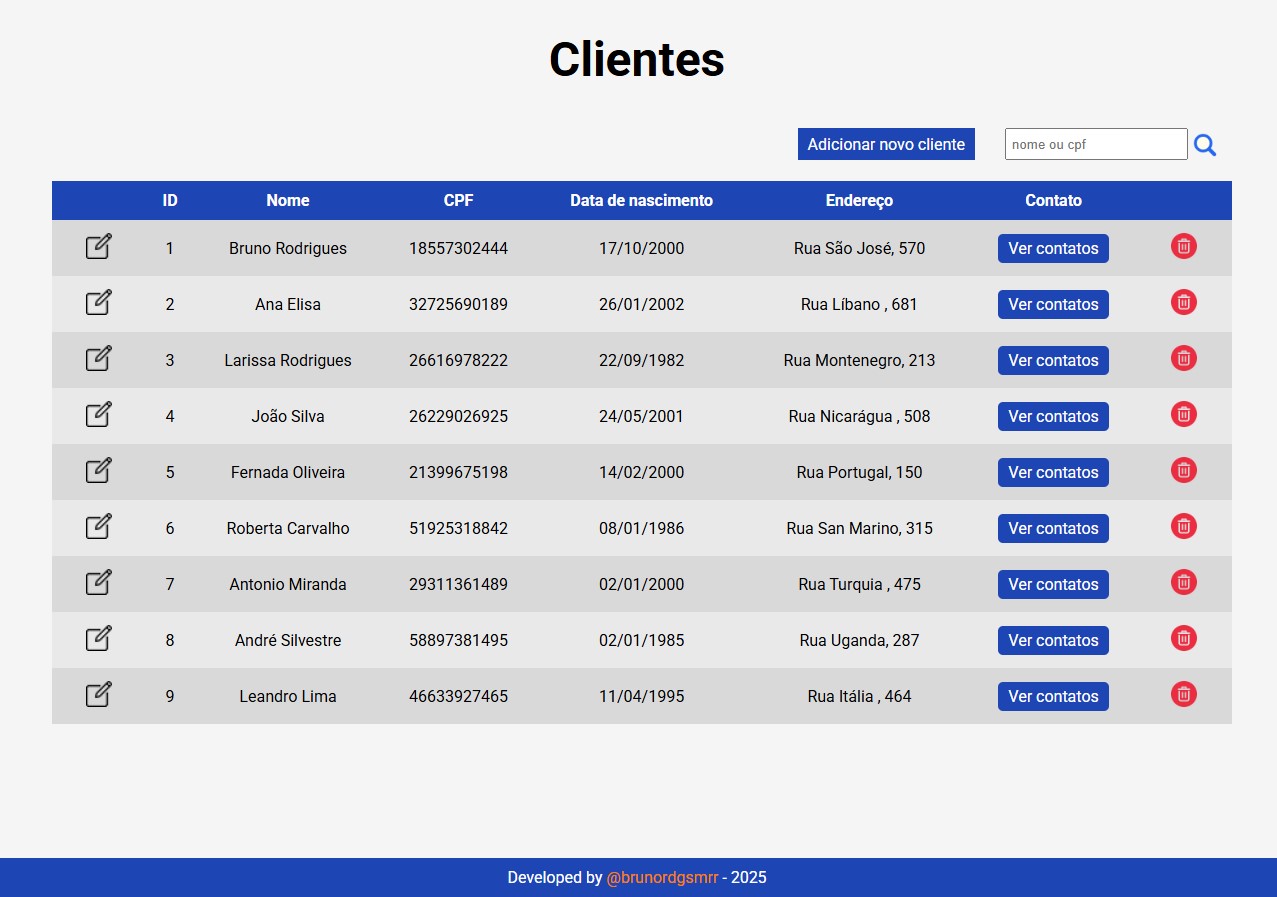 Clientes
Adicionar novo cliente nome ou cpf
ID Nome CPF Data de nascimento Endereço Contato
1 Bruno Rodrigues 18557302444 17/10/2000 Rua São José, 570 Ver contatos
2 Ana Elisa 32725690189 26/01/2002 Rua Líbano , 681 Ver contatos
3 Larissa Rodrigues 26616978222 22/09/1982 Rua Montenegro, 213 Ver contatos
4 João Silva 26229026925 24/05/2001 Rua Nicarágua , 508 Ver contatos
5 Fernada Oliveira 21399675198 14/02/2000 Rua Portugal, 150 Ver contatos
6 Roberta Carvalho 51925318842 08/01/1986 Rua San Marino, 315 Ver contatos
7 Antonio Miranda 29311361489 02/01/2000 Rua Turquia , 475 Ver contatos
8 André Silvestre 58897381495 02/01/1985 Rua Uganda, 287 Ver contatos
9 Leandro Lima 46633927465 11/04/1995 Rua Itália , 464 Ver contatos
Developed by @brunordgsmrr - 2025